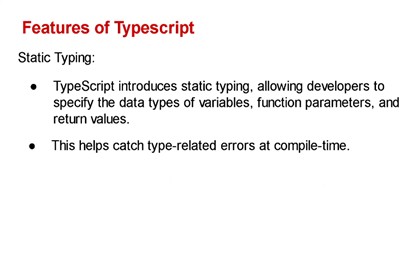 Features of Typescript
Static Typing:
● TypeScript introduces static typing, allowing developers to
specify the data types of variables, function parameters, and
return values.
● This helps catch type-related errors at compile-time.